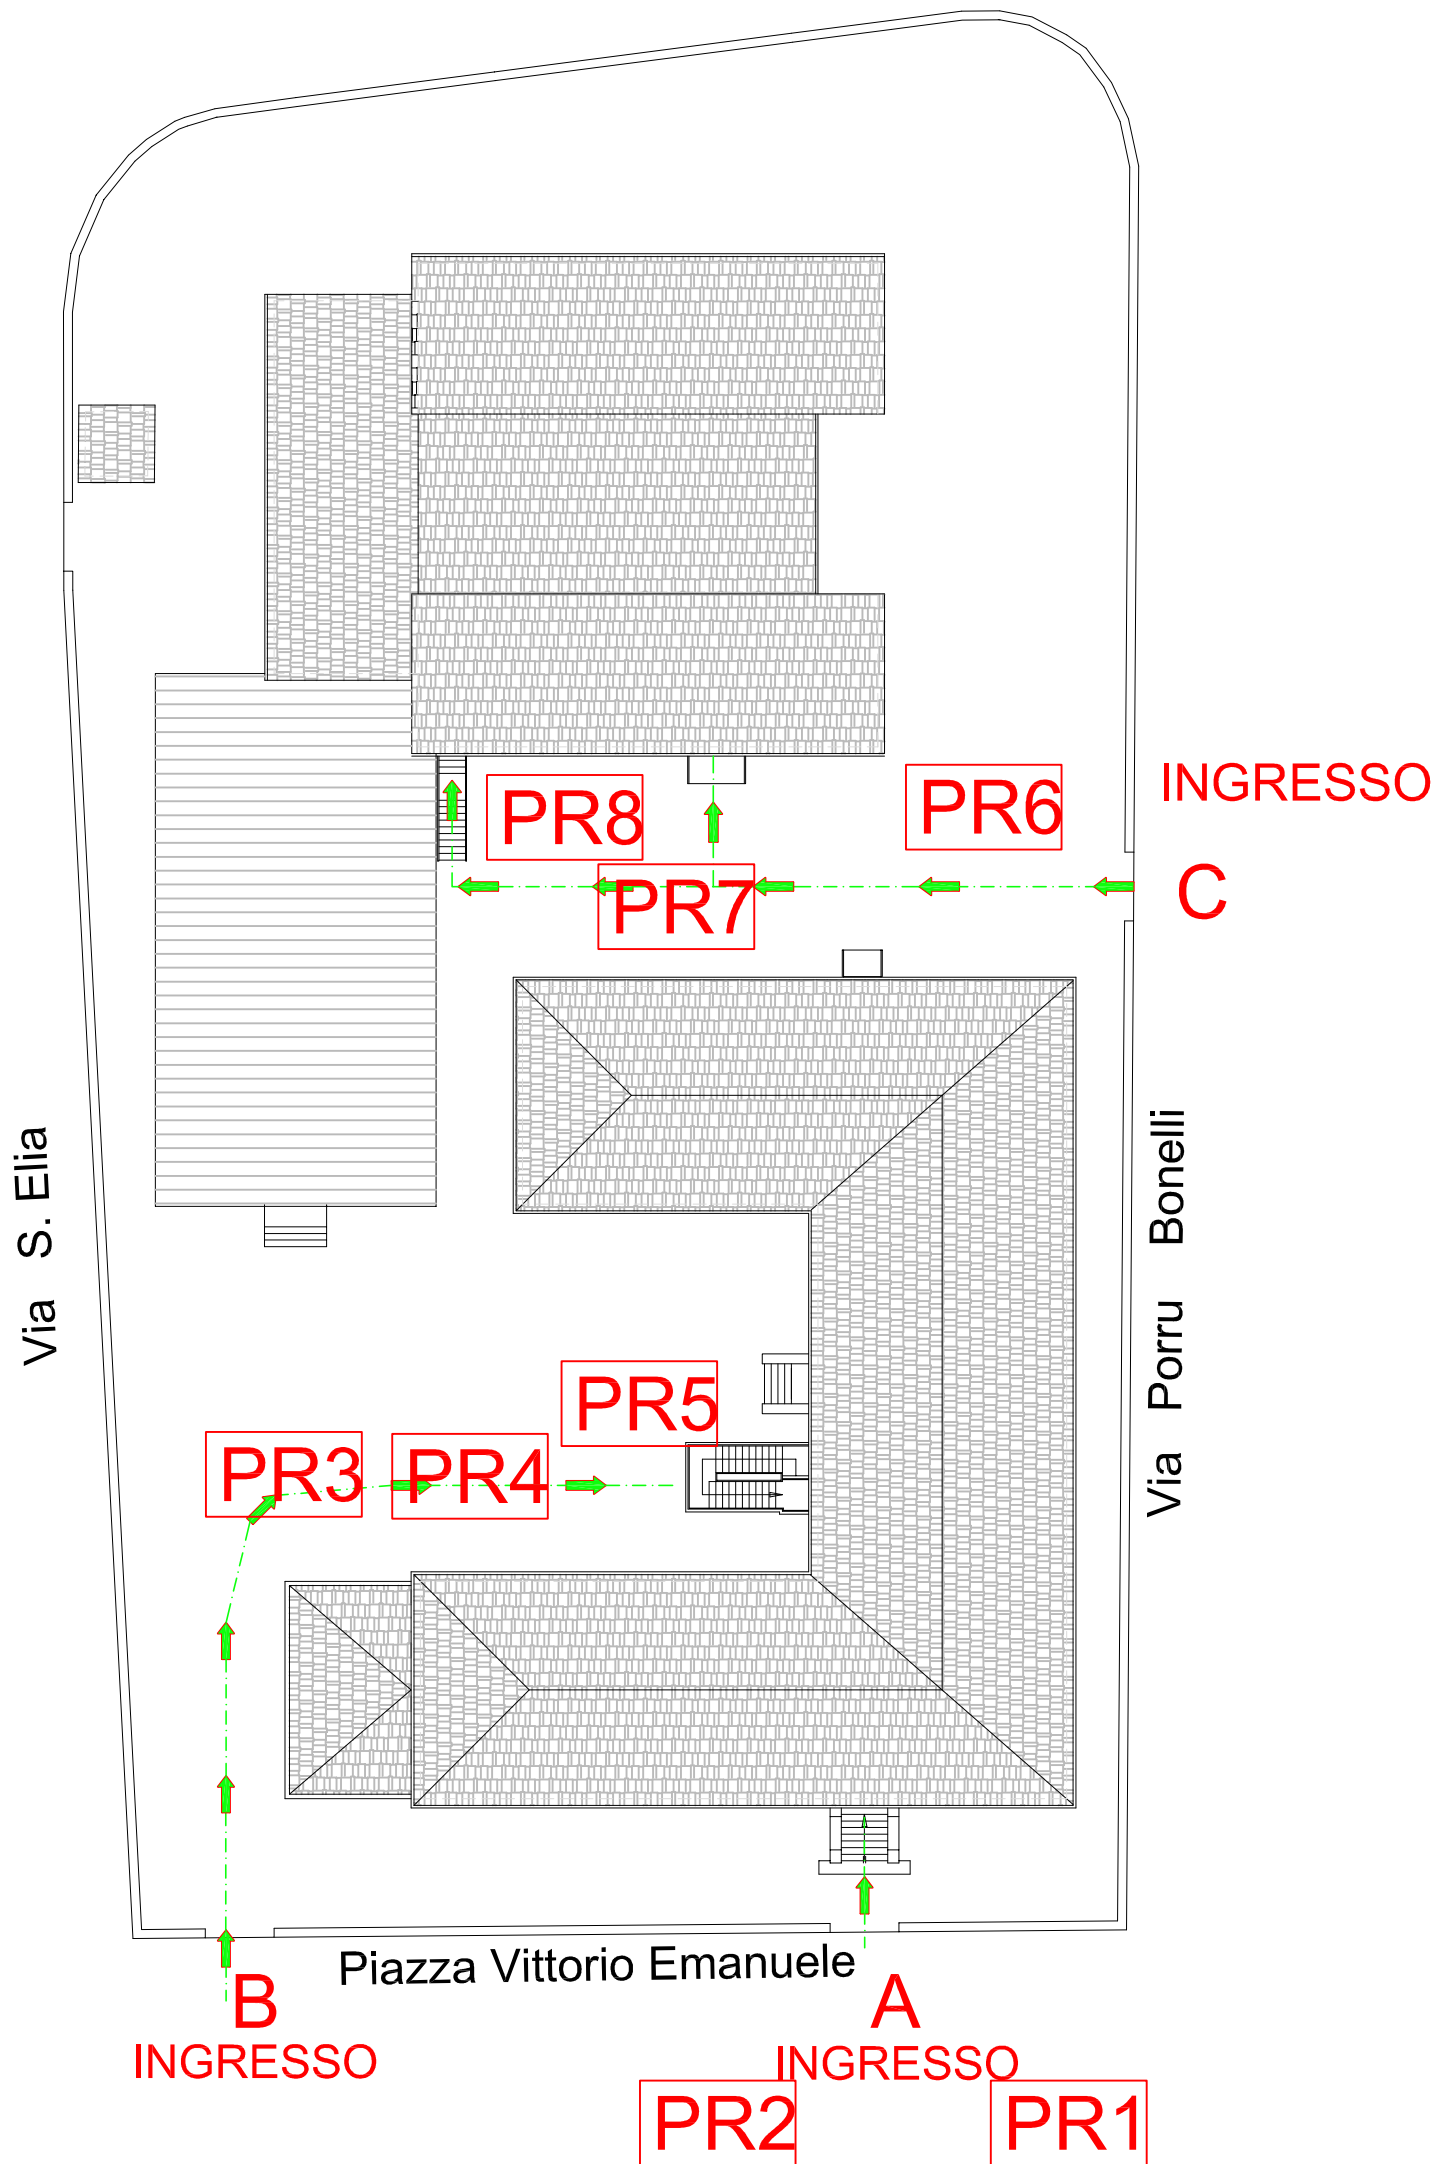 INGRESSO
PR6
PR8
C
PR7
Via S. Elia
Via Porru Bonelli
PR5
PR3
PR4
Piazza Vittorio Emanuele
B
INGRESSO
A
INGRESSO
PR2
PR1